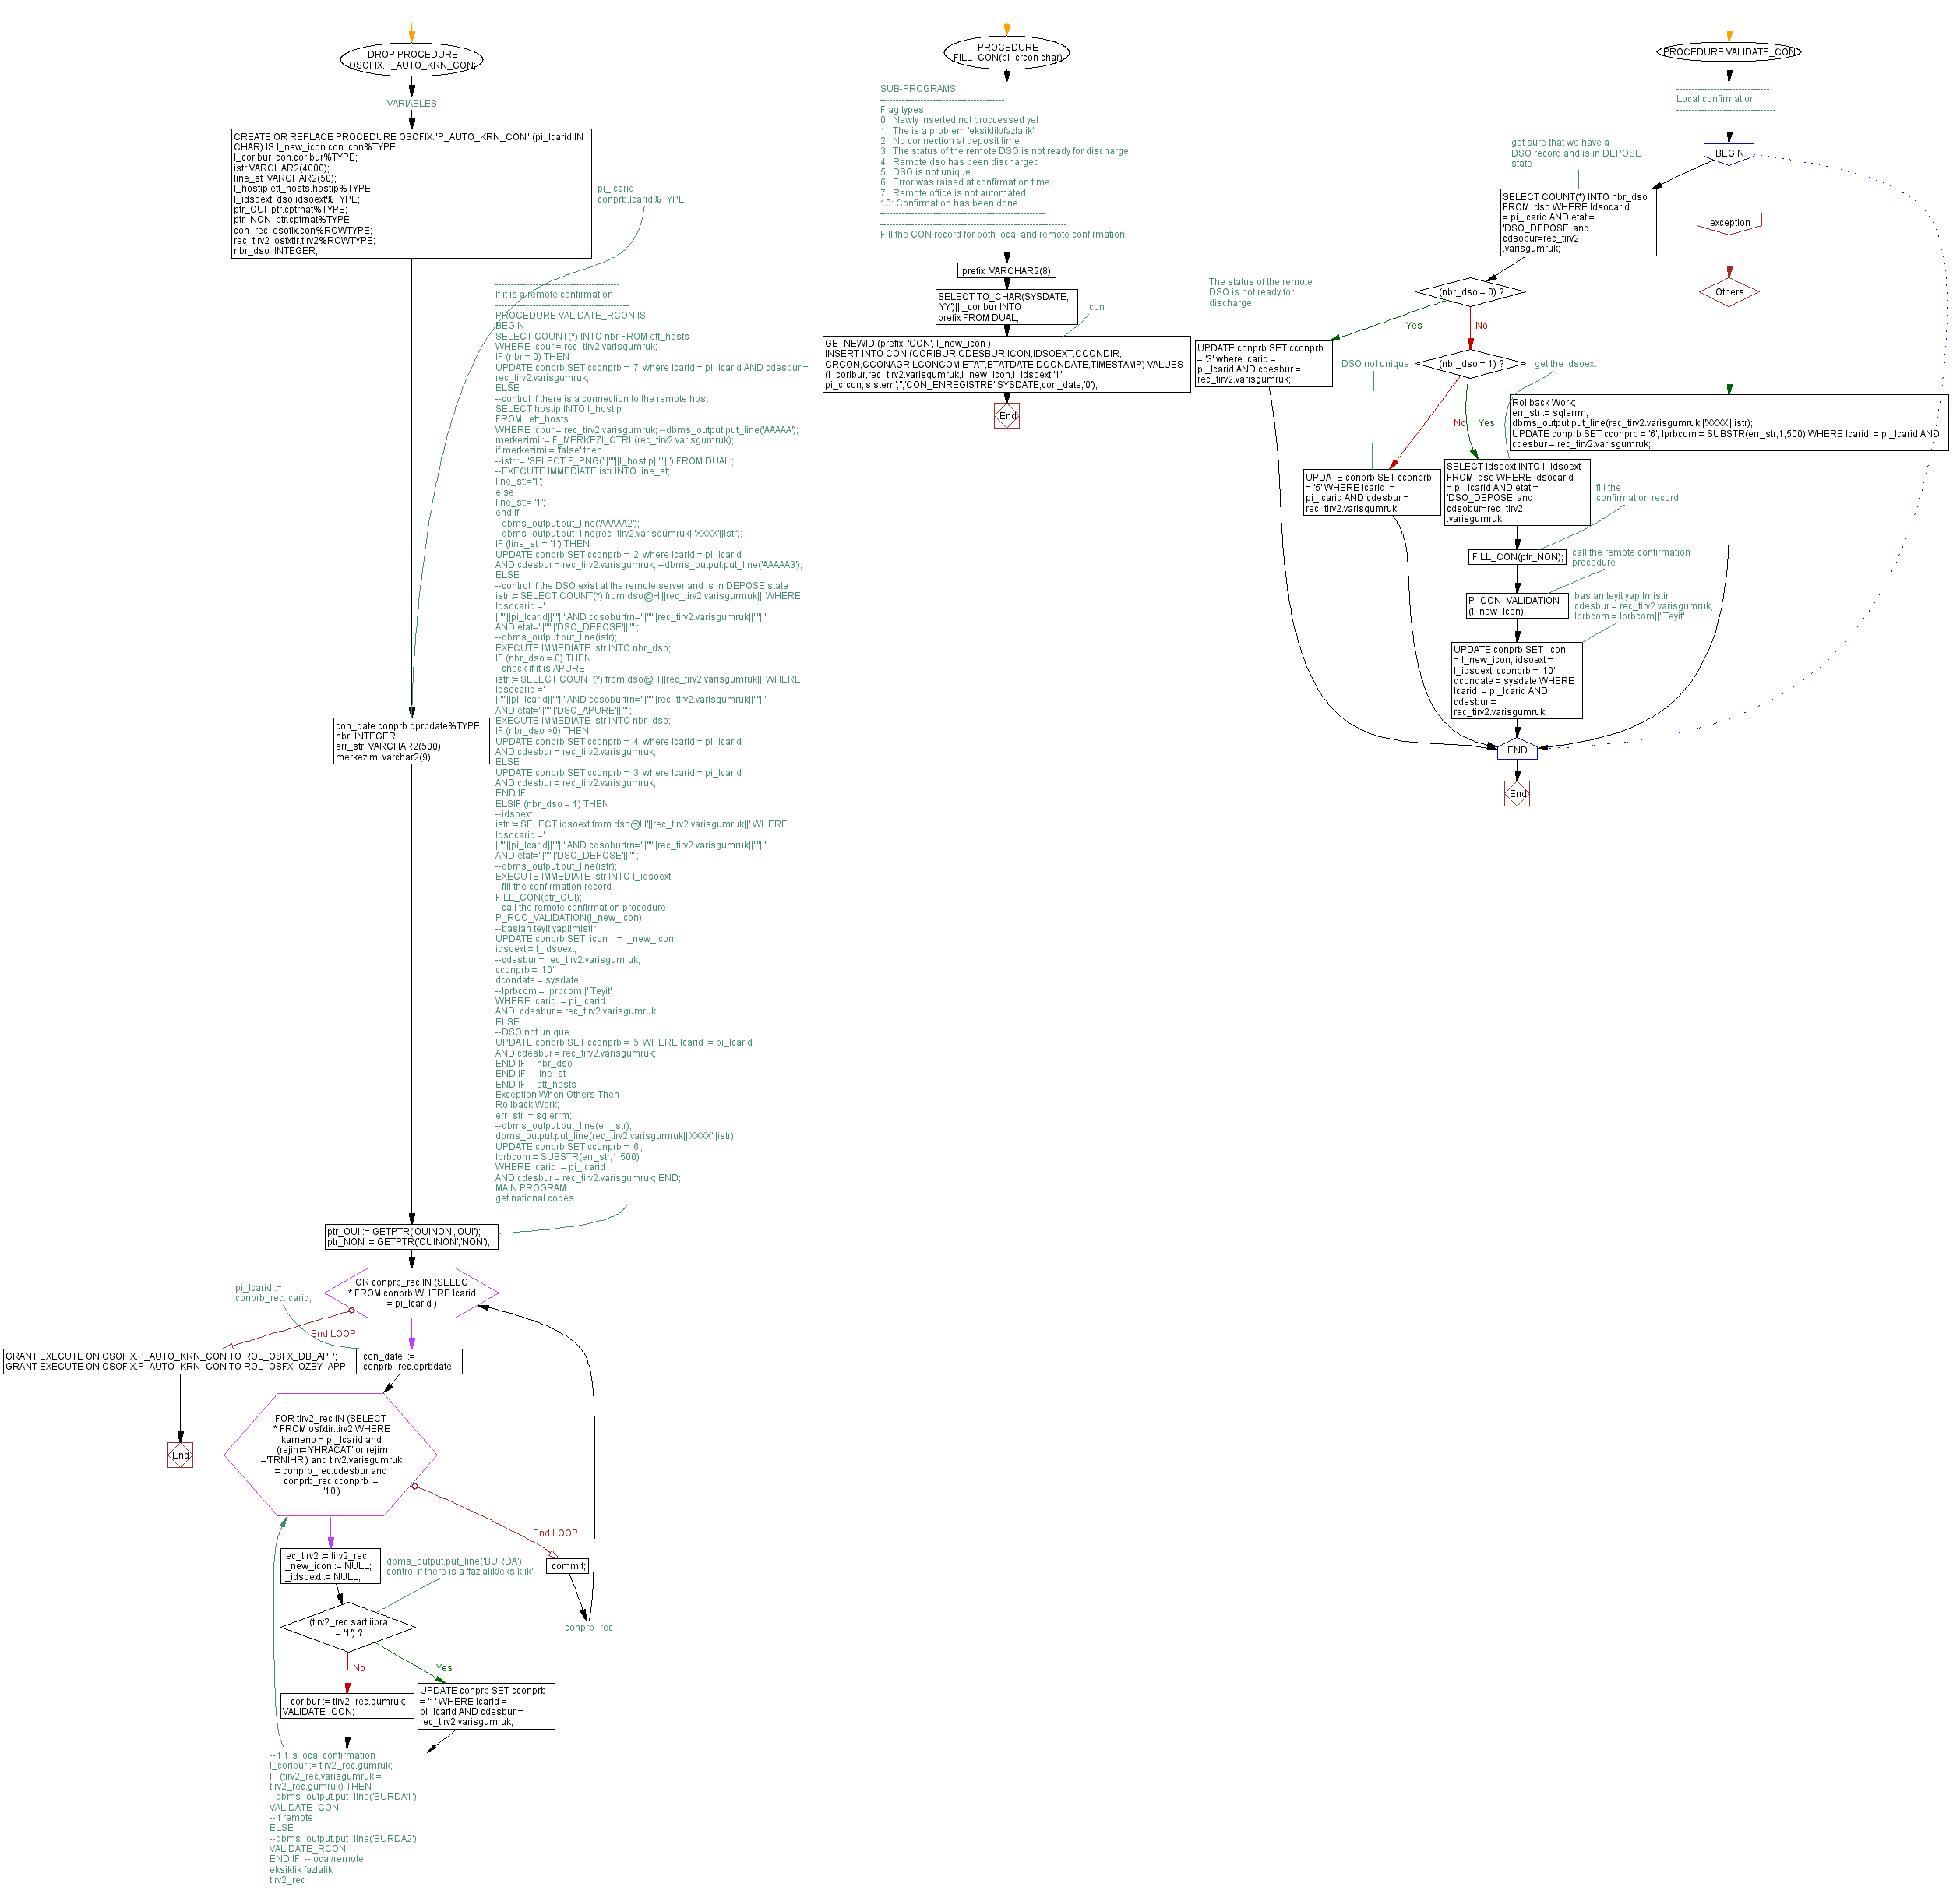 DROP PROCEDURE
OSOFIX.P_AUTO_KRN_CON;
VARIABLES
CREATE OR REPLACE PROCEDURE OSOFIX."P_AUTO_KRN_CON" (pi_lcarid IN
CHAR) IS l_new_icon con.icon%TYPE;
l_coribur  con.coribur%TYPE;
istr VARCHAR2(4000);
line_st  VARCHAR2(50);
l_hostip ett_hosts.hostip%TYPE;
l_idsoext  dso.idsoext%TYPE;
ptr_OUI  ptr.cptrnat%TYPE;
ptr_NON  ptr.cptrnat%TYPE;
con_rec  osofix.con%ROWTYPE;
rec_tirv2  osfxtir.tirv2%ROWTYPE;
nbr_dso  INTEGER;
pi_lcarid
conprb.lcarid%TYPE;
----------------------------------------
If it is a remote confirmation
-------------------------------------------
PROCEDURE VALIDATE_RCON IS
BEGIN
SELECT COUNT(*) INTO nbr FROM ett_hosts
WHERE  cbur = rec_tirv2.varisgumruk;
IF (nbr = 0) THEN
UPDATE conprb SET cconprb = '7' where lcarid = pi_lcarid AND cdesbur =
rec_tirv2.varisgumruk;
ELSE
--control if there is a connection to the remote host
SELECT hostip INTO l_hostip
FROM   ett_hosts
WHERE  cbur = rec_tirv2.varisgumruk; --dbms_output.put_line('AAAAA');
merkezimi := F_MERKEZI_CTRL(rec_tirv2.varisgumruk);
if merkezimi = 'false' then
--istr := 'SELECT F_PNG('||''''||l_hostip||''''||') FROM DUAL';
--EXECUTE IMMEDIATE istr INTO line_st;
line_st:='1';
else
line_st:= '1';
end if;
--dbms_output.put_line('AAAAA2');
--dbms_output.put_line(rec_tirv2.varisgumruk||'XXXX'||istr);
IF (line_st != '1') THEN
UPDATE conprb SET cconprb = '2' where lcarid = pi_lcarid
AND cdesbur = rec_tirv2.varisgumruk; --dbms_output.put_line('AAAAA3');
ELSE
--control if the DSO exist at the remote server and is in DEPOSE state
istr :='SELECT COUNT(*) from dso@H'||rec_tirv2.varisgumruk||' WHERE
ldsocarid ='
||''''||pi_lcarid||''''||' AND cdsoburfrn='||''''||rec_tirv2.varisgumruk||''''||'
AND etat='||''''||'DSO_DEPOSE'||'''' ;
--dbms_output.put_line(istr);
EXECUTE IMMEDIATE istr INTO nbr_dso;
IF (nbr_dso = 0) THEN
--check if it is APURE
istr :='SELECT COUNT(*) from dso@H'||rec_tirv2.varisgumruk||' WHERE
ldsocarid ='
||''''||pi_lcarid||''''||' AND cdsoburfrn='||''''||rec_tirv2.varisgumruk||''''||'
AND etat='||''''||'DSO_APURE'||'''' ;
EXECUTE IMMEDIATE istr INTO nbr_dso;
IF (nbr_dso >0) THEN
UPDATE conprb SET cconprb = '4' where lcarid = pi_lcarid
AND cdesbur = rec_tirv2.varisgumruk;
ELSE
UPDATE conprb SET cconprb = '3' where lcarid = pi_lcarid
AND cdesbur = rec_tirv2.varisgumruk;
END IF;
ELSIF (nbr_dso = 1) THEN
--idsoext
istr :='SELECT idsoext from dso@H'||rec_tirv2.varisgumruk||' WHERE
ldsocarid ='
||''''||pi_lcarid||''''||' AND cdsoburfrn='||''''||rec_tirv2.varisgumruk||''''||'
AND etat='||''''||'DSO_DEPOSE'||'''' ;
--dbms_output.put_line(istr);
EXECUTE IMMEDIATE istr INTO l_idsoext;
--fill the confirmation record
FILL_CON(ptr_OUI);
--call the remote confirmation procedure
P_RCO_VALIDATION(l_new_icon);
--baslan teyit yapilmistir
UPDATE conprb SET  icon    = l_new_icon,
idsoext = l_idsoext,
--cdesbur = rec_tirv2.varisgumruk,
cconprb = '10',
dcondate = sysdate
--lprbcom = lprbcom||' Teyit'
WHERE lcarid  = pi_lcarid
AND  cdesbur = rec_tirv2.varisgumruk;
ELSE
--DSO not unique
UPDATE conprb SET cconprb = '5' WHERE lcarid  = pi_lcarid
AND cdesbur = rec_tirv2.varisgumruk;
END IF; --nbr_dso
END IF; --line_st
END IF; --ett_hosts
Exception When Others Then
Rollback Work;
err_str := sqlerrm;
--dbms_output.put_line(err_str);
dbms_output.put_line(rec_tirv2.varisgumruk||'XXXX'||istr);
UPDATE conprb SET cconprb = '6',
lprbcom = SUBSTR(err_str,1,500)
WHERE lcarid  = pi_lcarid
AND cdesbur = rec_tirv2.varisgumruk; END;
MAIN PROGRAM
get national codes
con_date conprb.dprbdate%TYPE;
nbr  INTEGER;
err_str  VARCHAR2(500);
merkezimi varchar2(9);
ptr_OUI := GETPTR('OUINON','OUI');
ptr_NON := GETPTR('OUINON','NON');
FOR conprb_rec IN (SELECT
* FROM conprb WHERE lcarid
= pi_lcarid )
pi_lcarid :=
conprb_rec.lcarid;
End LOOP
GRANT EXECUTE ON OSOFIX.P_AUTO_KRN_CON TO ROL_OSFX_DB_APP;
GRANT EXECUTE ON OSOFIX.P_AUTO_KRN_CON TO ROL_OSFX_OZBY_APP;
End
con_date  :=
conprb_rec.dprbdate;
FOR tirv2_rec IN (SELECT
* FROM osfxtir.tirv2 WHERE
karneno = pi_lcarid and
(rejim='YHRACAT' or rejim
='TRNIHR') and tirv2.varisgumruk
= conprb_rec.cdesbur and
conprb_rec.cconprb !=
'10')
End LOOP
commit;
conprb_rec
rec_tirv2 := tirv2_rec;
l_new_icon := NULL;
l_idsoext := NULL;
dbms_output.put_line('BURDA');
control if there is a 'fazlalik/eksiklik'
(tirv2_rec.sartliibra
= '1') ?
No
Yes
l_coribur := tirv2_rec.gumruk;
VALIDATE_CON;
UPDATE conprb SET cconprb
= '1' WHERE lcarid =
pi_lcarid AND cdesbur =
rec_tirv2.varisgumruk;
--if it is local confirmation
l_coribur := tirv2_rec.gumruk;
IF (tirv2_rec.varisgumruk =
tirv2_rec.gumruk) THEN
--dbms_output.put_line('BURDA1');
VALIDATE_CON;
--if remote
ELSE
--dbms_output.put_line('BURDA2');
VALIDATE_RCON;
END IF; --local/remote
eksiklik fazlalik
tirv2_rec
PROCEDURE
FILL_CON(pi_crcon char)
SUB-PROGRAMS
----------------------------------------
Flag types:
0:  Newly inserted not proccessed yet
1:  The is a problem 'eksiklik/fazlalik'
2:  No connection at deposit time
3:  The status of the remote DSO is not ready for discharge
4:  Remote dso has been discharged
5:  DSO is not unique
6:  Error was raised at confirmation time
7:  Remote office is not automated
10: Confirmation has been done
-----------------------------------------------------
------------------------------------------------------------
Fill the CON record for both local and remote confirmation
--------------------------------------------------------------
prefix  VARCHAR2(8);
SELECT TO_CHAR(SYSDATE,
'YY')||l_coribur INTO
prefix FROM DUAL;
icon
GETNEWID (prefix, 'CON', l_new_icon );
INSERT INTO CON (CORIBUR,CDESBUR,ICON,IDSOEXT,CCONDIR,
CRCON,CCONAGR,LCONCOM,ETAT,ETATDATE,DCONDATE,TIMESTAMP) VALUES
(l_coribur,rec_tirv2.varisgumruk,l_new_icon,l_idsoext,'1',
pi_crcon,'sistem','','CON_ENREGISTRE',SYSDATE,con_date,'0');
End
PROCEDURE VALIDATE_CON
------------------------------
Local confirmation
--------------------------------
BEGIN
get sure that we have a
DSO record and is in DEPOSE
state
SELECT COUNT(*) INTO nbr_dso
FROM  dso WHERE ldsocarid
= pi_lcarid AND etat =
'DSO_DEPOSE' and
cdsobur=rec_tirv2
.varisgumruk;
exception
Others
(nbr_dso = 0) ?
The status of the remote
DSO is not ready for
discharge
Yes
No
UPDATE conprb SET cconprb
= '3' where lcarid =
pi_lcarid AND cdesbur =
rec_tirv2.varisgumruk;
DSO not unique
(nbr_dso = 1) ?
get the idsoext
No
Yes
Rollback Work;
err_str := sqlerrm;
dbms_output.put_line(rec_tirv2.varisgumruk||'XXXX'||istr);
UPDATE conprb SET cconprb = '6', lprbcom = SUBSTR(err_str,1,500) WHERE lcarid  = pi_lcarid AND
cdesbur = rec_tirv2.varisgumruk;
UPDATE conprb SET cconprb
= '5' WHERE lcarid  =
pi_lcarid AND cdesbur =
rec_tirv2.varisgumruk;
SELECT idsoext INTO l_idsoext
FROM  dso WHERE ldsocarid
= pi_lcarid AND etat =
'DSO_DEPOSE' and
cdsobur=rec_tirv2
.varisgumruk;
fill the
confirmation record
FILL_CON(ptr_NON);
call the remote confirmation
procedure
P_CON_VALIDATION
(l_new_icon);
baslan teyit yapilmistir
cdesbur = rec_tirv2.varisgumruk,
lprbcom = lprbcom||' Teyit'
UPDATE conprb SET  icon
= l_new_icon, idsoext =
l_idsoext, cconprb = '10',
dcondate = sysdate WHERE
lcarid  = pi_lcarid AND
cdesbur =
rec_tirv2.varisgumruk;
END
End